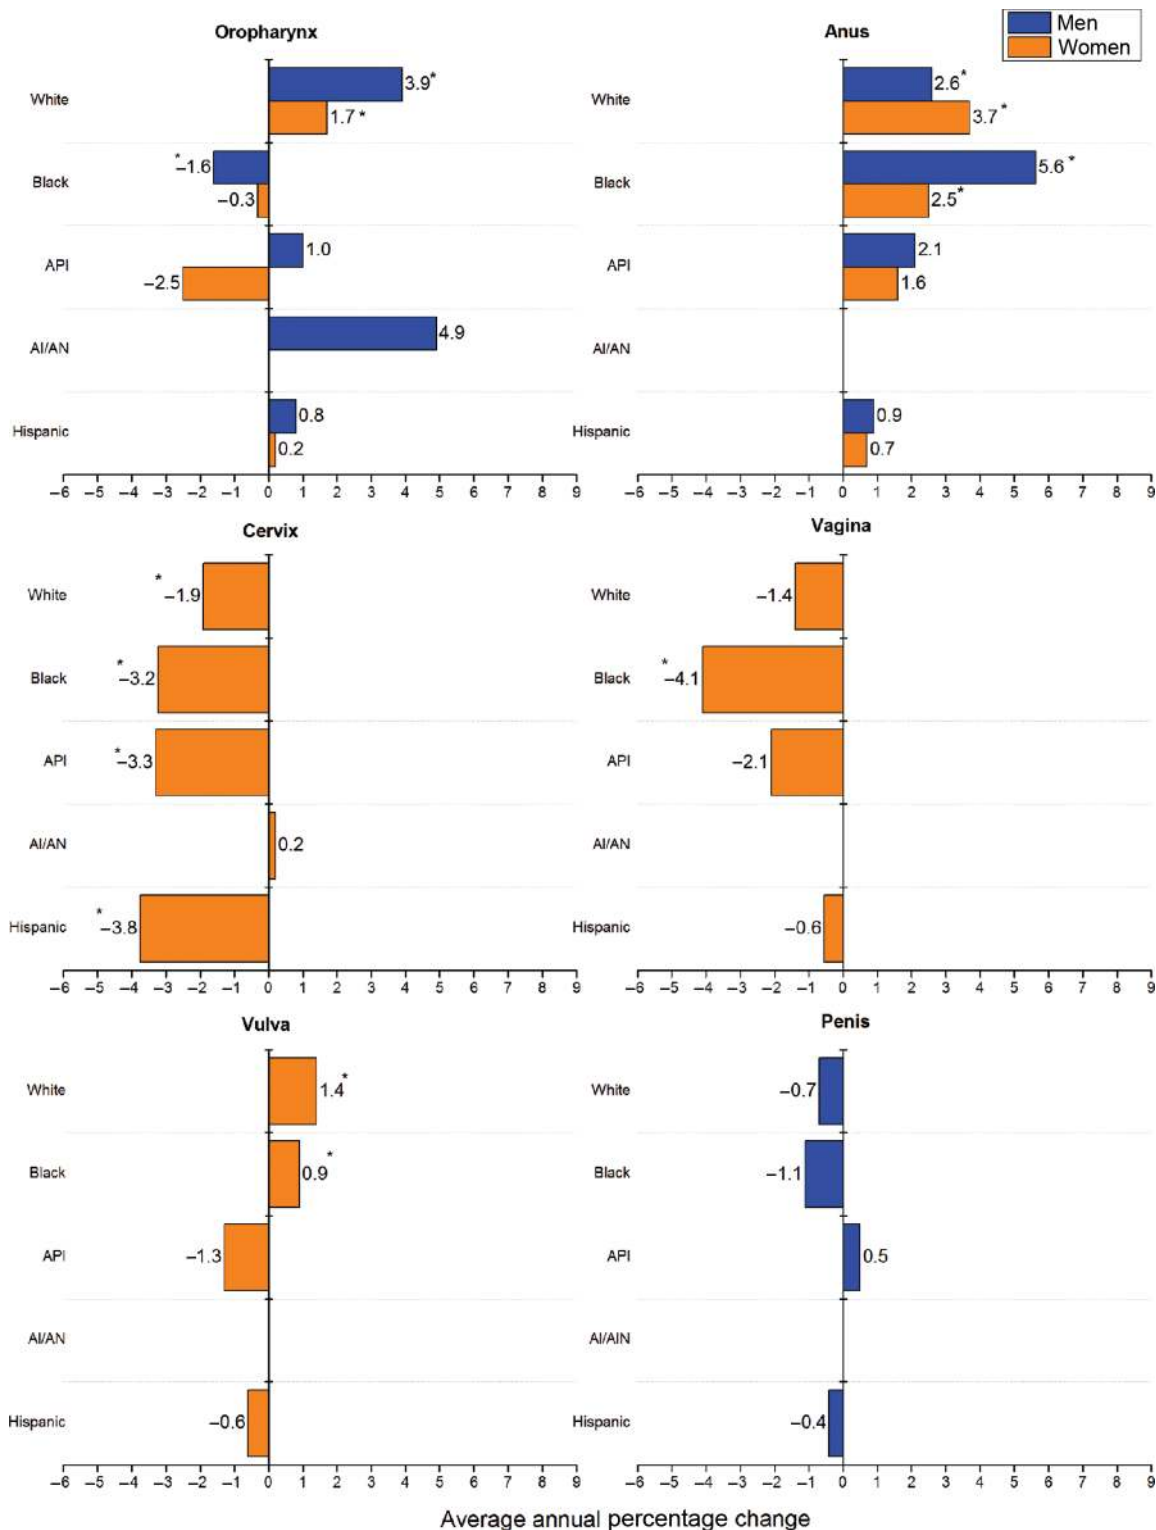 Men
Women
Oropharynx
White
3.9*
1.7 *
Black
* –1.6
–0.3
API
1.0
–2.5
AI/AN
4.9
Hispanic
0.8
0.2
–6 –5 –4 –3 –2 –1 0 1 2 3 4 5 6 7 8 9
Anus
White
2.6*
3.7 *
Black
5.6 *
2.5*
API
2.1
1.6
AI/AN
Hispanic
0.9
0.7
–6 –5 –4 –3 –2 –1 0 1 2 3 4 5 6 7 8 9
Cervix
White
* –1.9
Black
* –3.2
API
* –3.3
AI/AN
0.2
Hispanic
* –3.8
–6 –5 –4 –3 –2 –1 0 1 2 3 4 5 6 7 8 9
Vagina
White
–1.4
Black
* –4.1
API
–2.1
AI/AN
Hispanic
–0.6
–6 –5 –4 –3 –2 –1 0 1 2 3 4 5 6 7 8 9
Vulva
White
1.4*
Black
0.9 *
API
–1.3
AI/AN
Hispanic
–0.6
–6 –5 –4 –3 –2 –1 0 1 2 3 4 5 6 7 8 9
Penis
White
–0.7
Black
–1.1
API
0.5
AI/AIN
Hispanic
–0.4
–6 –5 –4 –3 –2 –1 0 1 2 3 4 5 6 7 8 9
Average annual percentage change